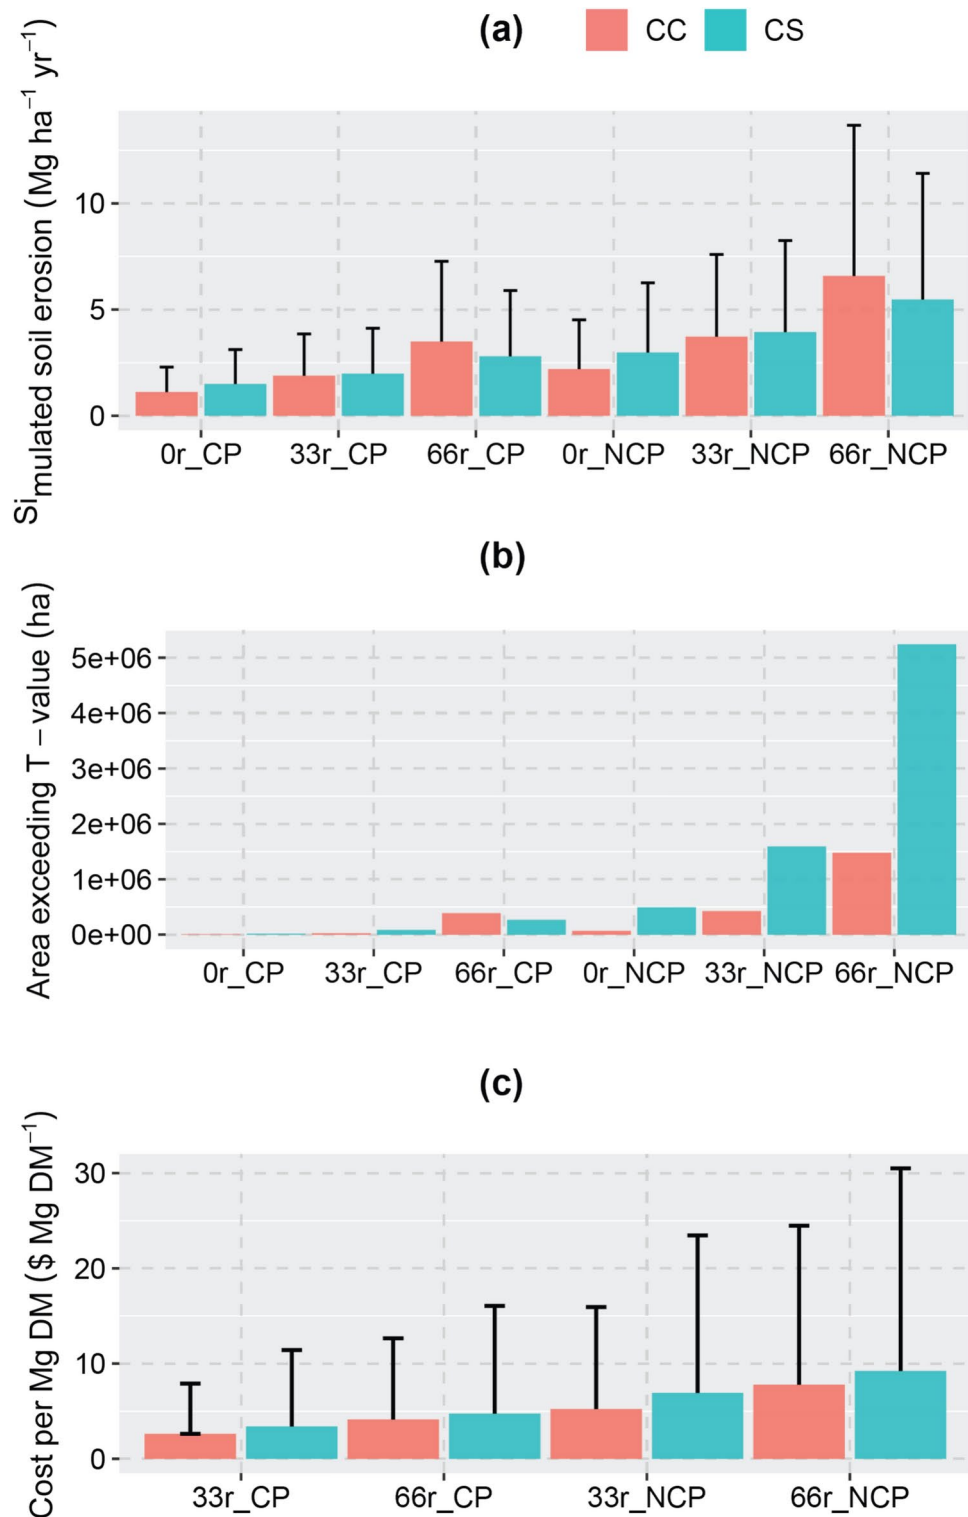 (a) CC CS
Simulated soil erosion (Mg ha⁻¹ yr⁻¹)
10
5
0
0r_CP 33r_CP 66r_CP 0r_NCP 33r_NCP 66r_NCP
(b)
Area exceeding T – value (ha)
5e+06
4e+06
3e+06
2e+06
1e+06
0e+00
0r_CP 33r_CP 66r_CP 0r_NCP 33r_NCP 66r_NCP
(c)
Cost per Mg DM ($ Mg DM⁻¹)
30
20
10
0
33r_CP 66r_CP 33r_NCP 66r_NCP